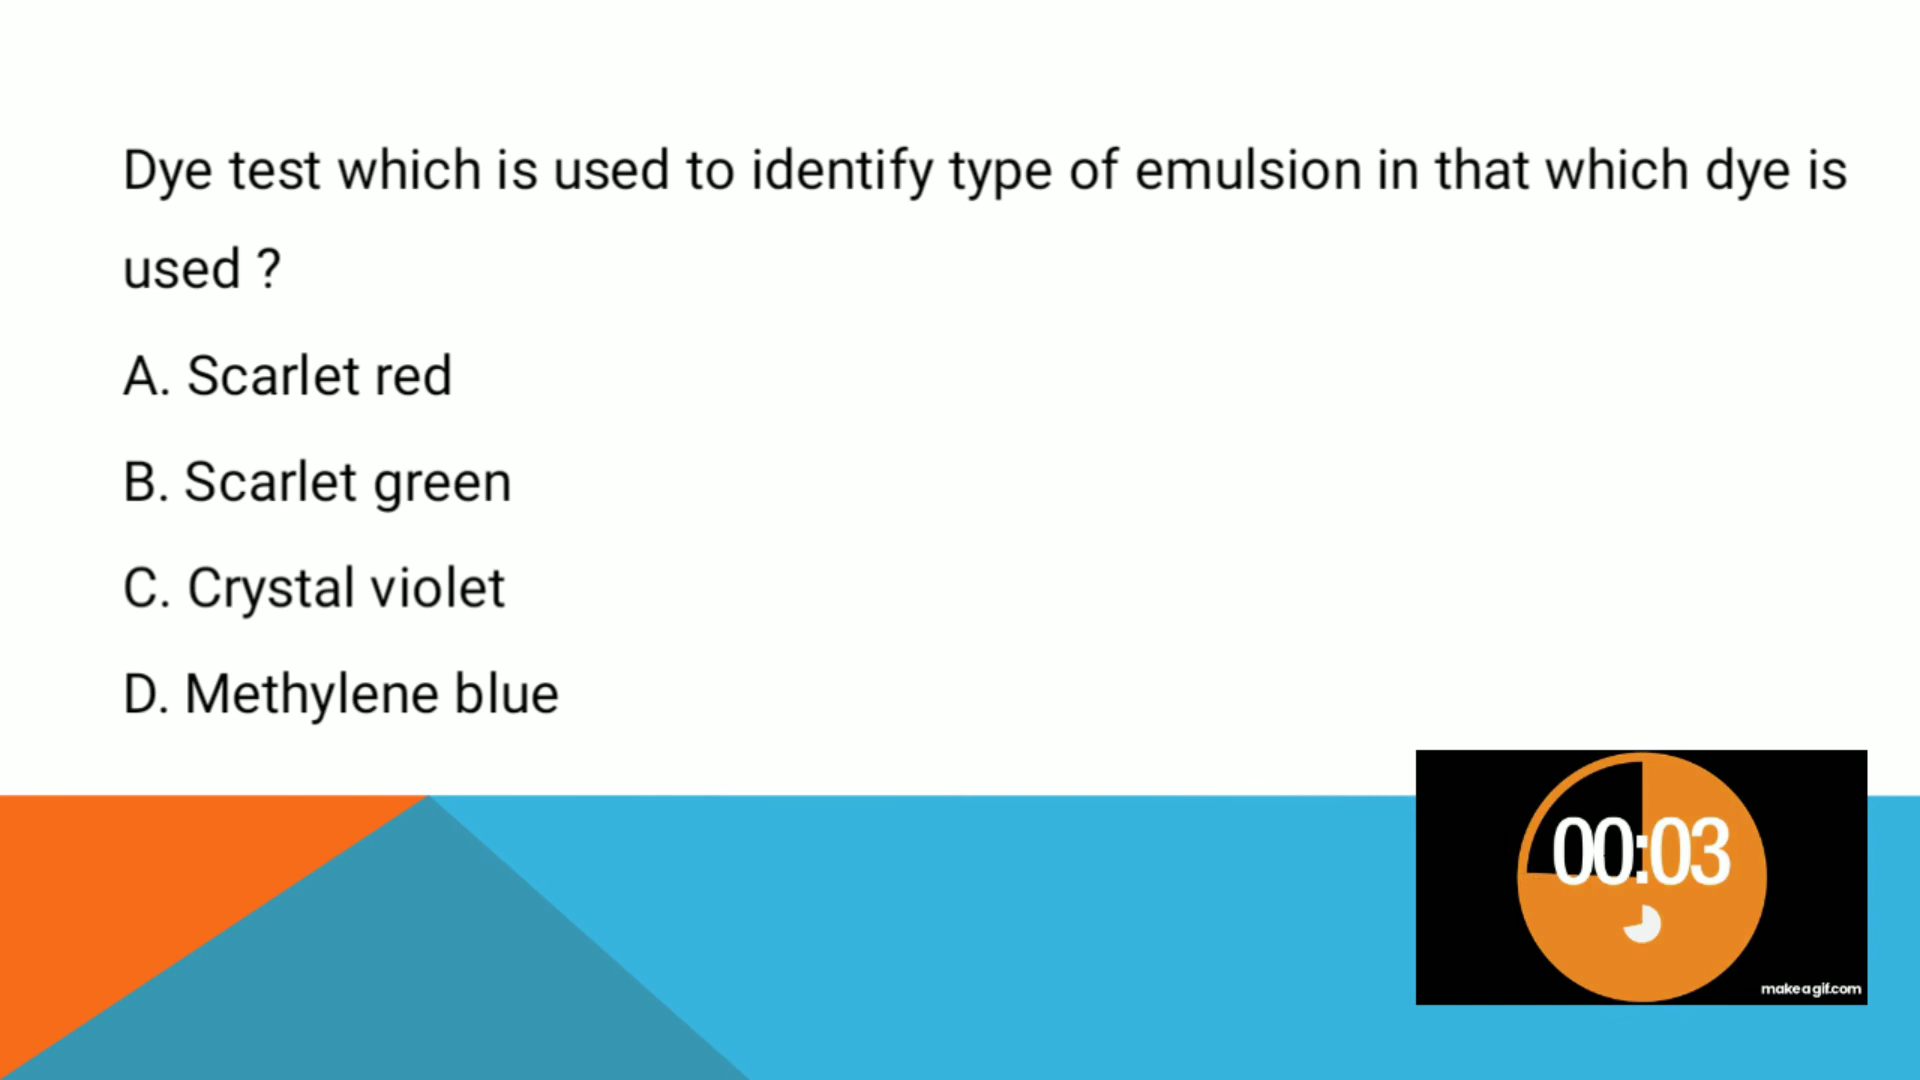 Dye test which is used to identify type of emulsion in that which dye is
used ?
A. Scarlet red
B. Scarlet green
C. Crystal violet
D. Methylene blue
00:03
makeagif.com